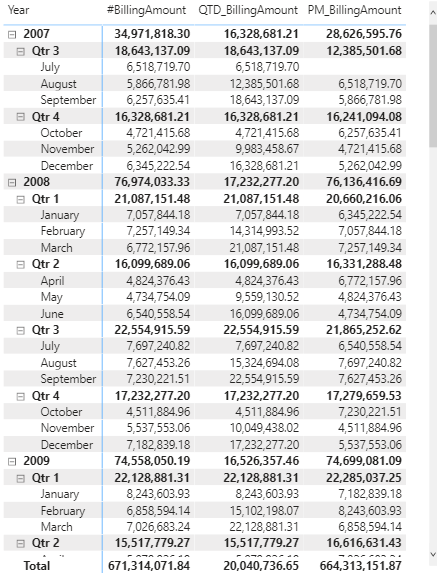 Year #BillingAmount QTD_BillingAmount PM_BillingAmount
2007 34,971,818.30 16,328,681.21 28,626,595.76
Qtr 3 18,643,137.09 18,643,137.09 12,385,501.68
July 6,518,719.70 6,518,719.70
August 5,866,781.98 12,385,501.68 6,518,719.70
September 6,257,635.41 18,643,137.09 5,866,781.98
Qtr 4 16,328,681.21 16,328,681.21 16,241,094.08
October 4,721,415.68 4,721,415.68 6,257,635.41
November 5,262,042.99 9,983,458.67 4,721,415.68
December 6,345,222.54 16,328,681.21 5,262,042.99
2008 76,974,033.33 17,232,277.20 76,136,416.69
Qtr 1 21,087,151.48 21,087,151.48 20,660,216.06
January 7,057,844.18 7,057,844.18 6,345,222.54
February 7,257,149.34 14,314,993.52 7,057,844.18
March 6,772,157.96 21,087,151.48 7,257,149.34
Qtr 2 16,099,689.06 16,099,689.06 16,331,288.48
April 4,824,376.43 4,824,376.43 6,772,157.96
May 4,734,754.09 9,559,130.52 4,824,376.43
June 6,540,558.54 16,099,689.06 4,734,754.09
Qtr 3 22,554,915.59 22,554,915.59 21,865,252.62
July 7,697,240.82 7,697,240.82 6,540,558.54
August 7,627,453.26 15,324,694.08 7,697,240.82
September 7,230,221.51 22,554,915.59 7,627,453.26
Qtr 4 17,232,277.20 17,232,277.20 17,279,659.53
October 4,511,884.96 4,511,884.96 7,230,221.51
November 5,537,553.06 10,049,438.02 4,511,884.96
December 7,182,839.18 17,232,277.20 5,537,553.06
2009 74,558,050.19 16,526,357.46 74,699,081.09
Qtr 1 22,128,881.31 22,128,881.31 22,285,037.25
January 8,243,603.93 8,243,603.93 7,182,839.18
February 6,858,594.14 15,102,198.07 8,243,603.93
March 7,026,683.24 22,128,881.31 6,858,594.14
Qtr 2 15,517,779.27 15,517,779.27 16,616,631.43
Total 671,314,071.84 20,040,736.65 664,313,151.87